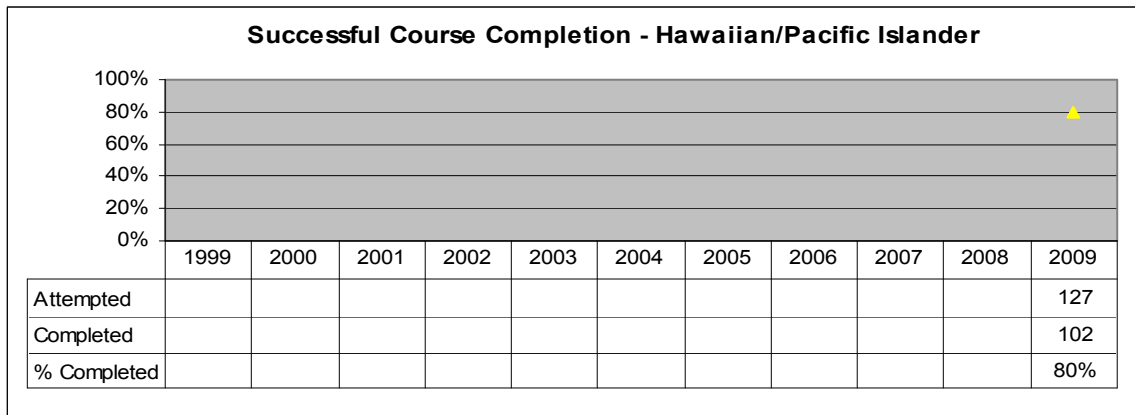 Successful Course Completion - Hawaiian/Pacific Islander
100%
80%
60%
40%
20%
0%
1999 2000 2001 2002 2003 2004 2005 2006 2007 2008 2009
Attempted 127
Completed 102
% Completed 80%